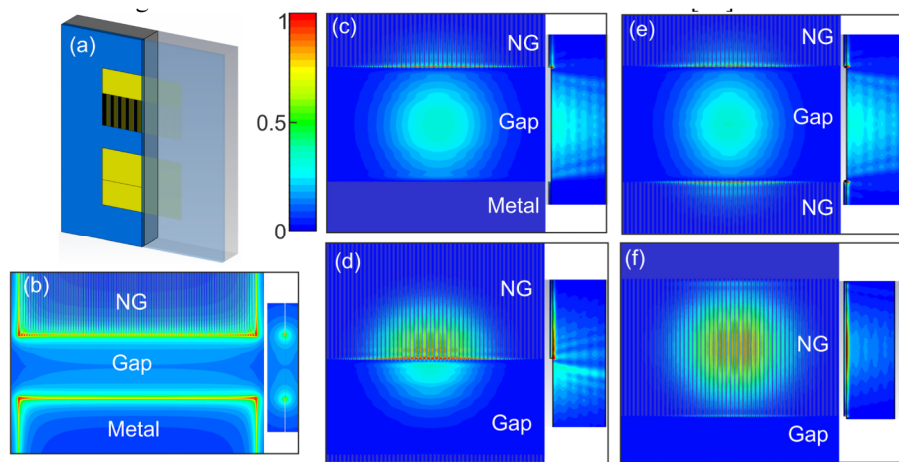 (a)
1
0.5
0
(b)
NG
Gap
Metal
(c)
NG
Gap
Metal
(d)
NG
Gap
(e)
NG
Gap
NG
(f)
NG
Gap